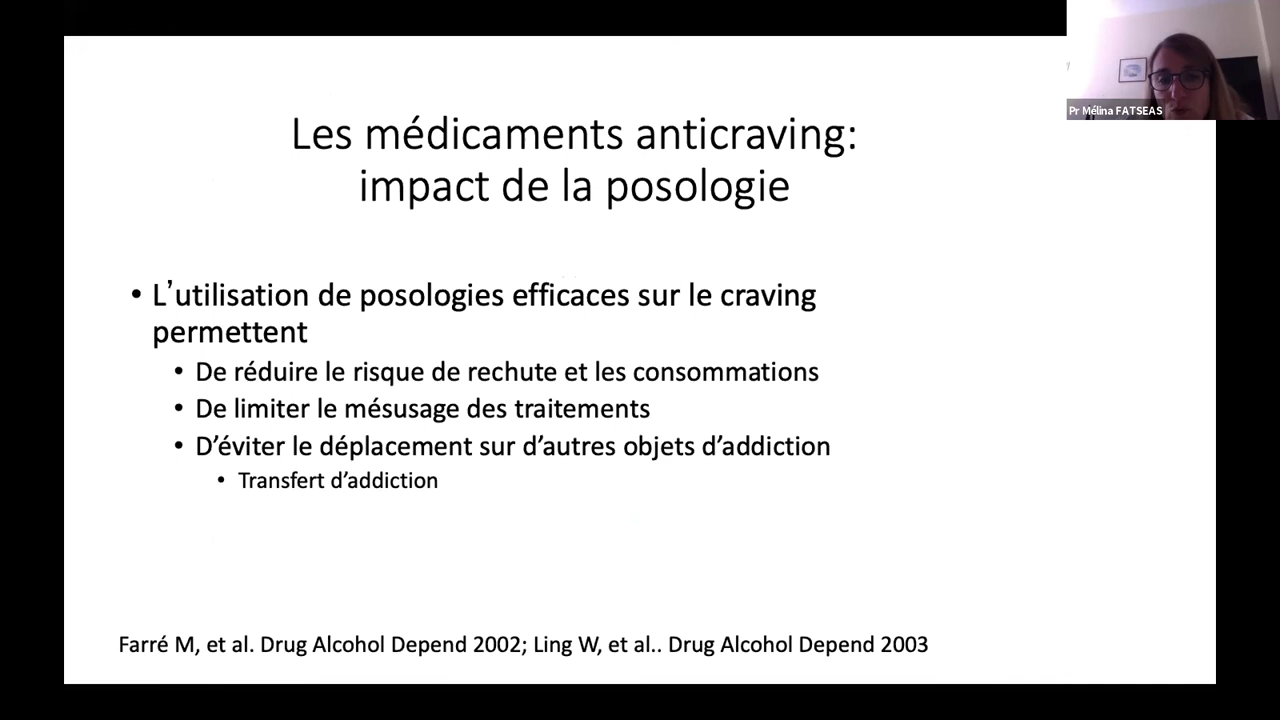 Pr Mélina FATSEAS
Les médicaments anticraving:
impact de la posologie
• L’utilisation de posologies efficaces sur le craving
permettent
• De réduire le risque de rechute et les consommations
• De limiter le mésusage des traitements
• D’éviter le déplacement sur d’autres objets d’addiction
• Transfert d’addiction
Farré M, et al. Drug Alcohol Depend 2002; Ling W, et al.. Drug Alcohol Depend 2003